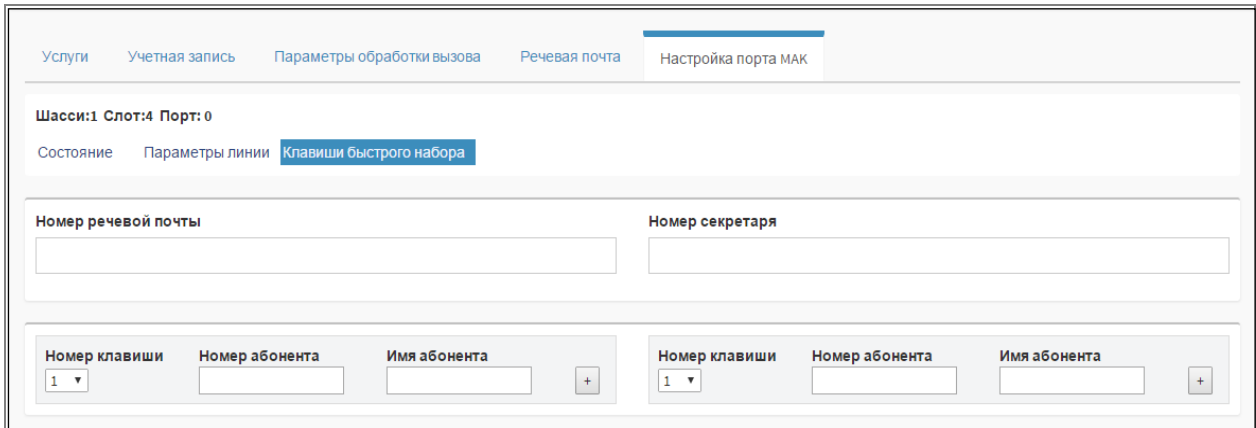 Услуги Учетная запись Параметры обработки вызова Речевая почта Настройка порта МАК
Шасси:1 Слот:4 Порт: 0
Состояние Параметры линии Клавиши быстрого набора
Номер речевой почты Номер секретаря
Номер клавиши Номер абонента Имя абонента Номер клавиши Номер абонента Имя абонента
1 + 1 +